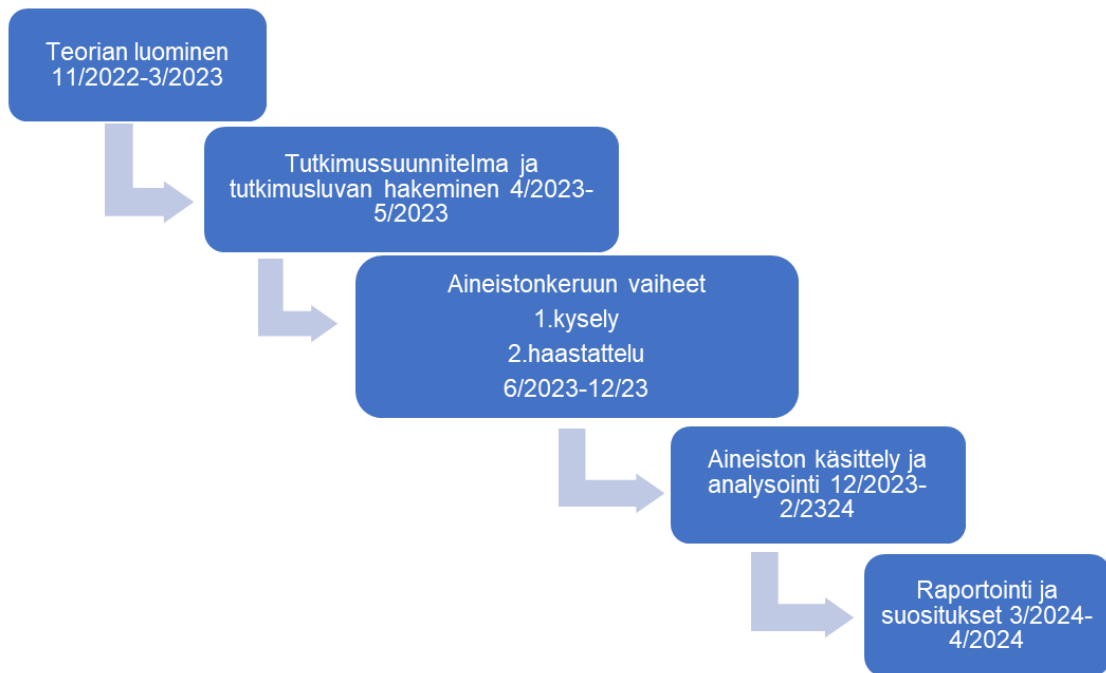 Teorian luominen
11/2022-3/2023
Tutkimussuunnitelma ja
tutkimusluvan hakeminen 4/2023-
5/2023
Aineistonkeruun vaiheet
1.kysely
2.haastattelu
6/2023-12/23
Aineiston käsittely ja
analysointi 12/2023-
2/2324
Raportointi ja
suositukset 3/2024-
4/2024